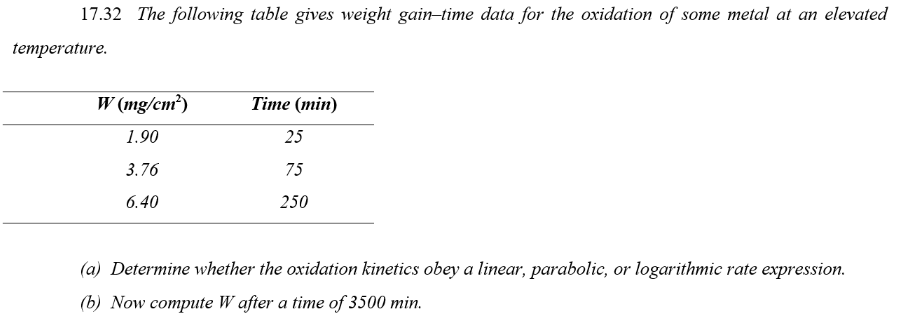 17.32 The following table gives weight gain–time data for the oxidation of some metal at an elevated
temperature.
W (mg/cm²) Time (min)
1.90 25
3.76 75
6.40 250
(a) Determine whether the oxidation kinetics obey a linear, parabolic, or logarithmic rate expression.
(b) Now compute W after a time of 3500 min.